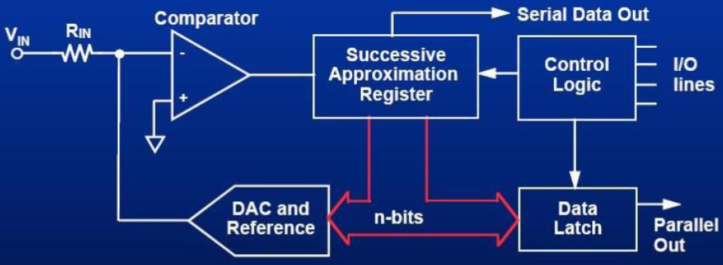 Comparator
Serial Data Out
VIN
RIN
-
+
Successive
Approximation
Register
Control
Logic
I/O
lines
DAC and
Reference
n-bits
Data
Latch
Parallel
Out